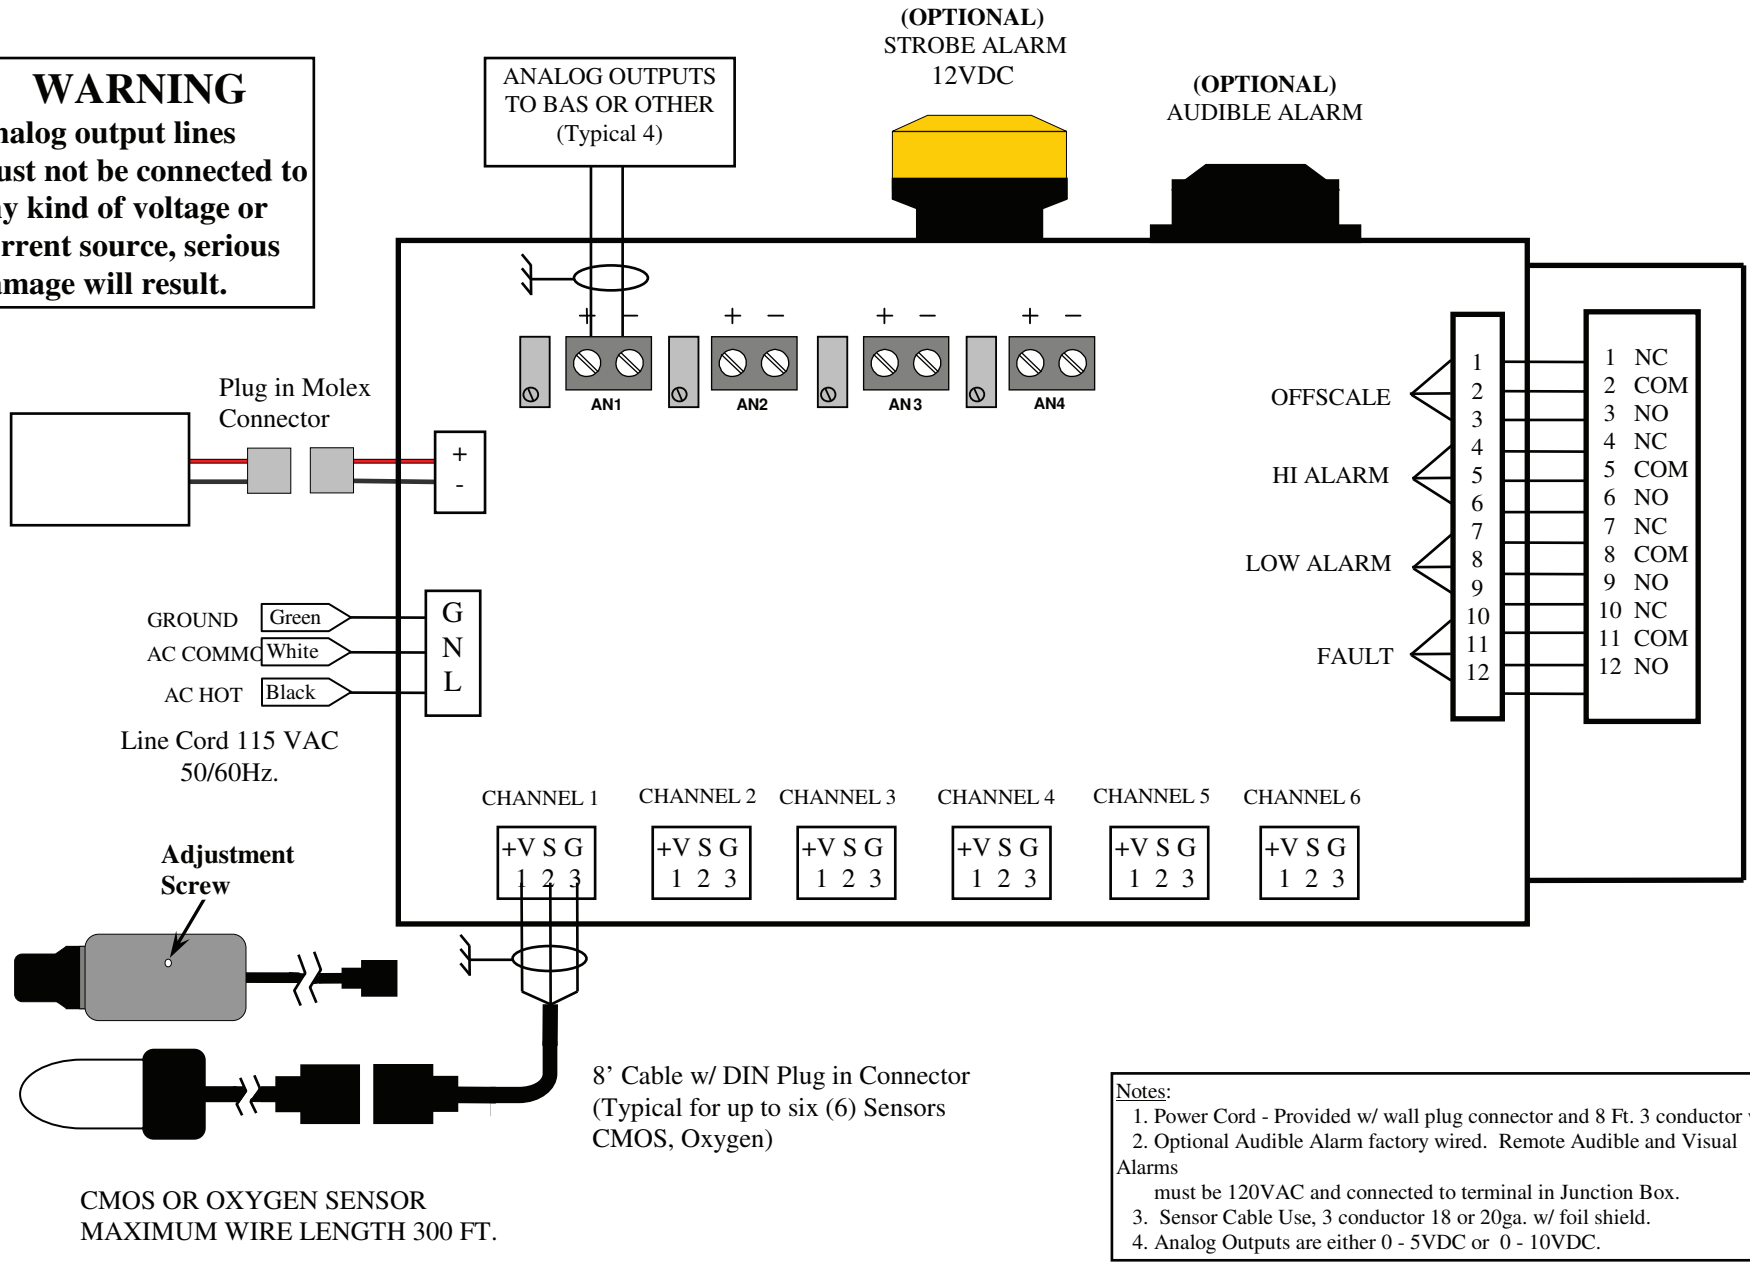 (OPTIONAL)
STROBE ALARM
12VDC
(OPTIONAL)
AUDIBLE ALARM
WARNING
nalog output lines
ust not be connected to
y kind of voltage or
rrent source, serious
mage will result.
ANALOG OUTPUTS
TO BAS OR OTHER
(Typical 4)
+ −
+ −
+ −
+ −
AN1
AN2
AN3
AN4
Plug in Molex
Connector
+
-
GROUND
Green
AC COMMO
White
AC HOT
Black
G
N
L
Line Cord 115 VAC
50/60Hz.
OFFSCALE
HI ALARM
LOW ALARM
FAULT
1
2
3
4
5
6
7
8
9
10
11
12
1 NC
2 COM
3 NO
4 NC
5 COM
6 NO
7 NC
8 COM
9 NO
10 NC
11 COM
12 NO
CHANNEL 1
+V S G
1 2 3
CHANNEL 2
+V S G
1 2 3
CHANNEL 3
+V S G
1 2 3
CHANNEL 4
+V S G
1 2 3
CHANNEL 5
+V S G
1 2 3
CHANNEL 6
+V S G
1 2 3
Adjustment
Screw
8’ Cable w/ DIN Plug in Connector
(Typical for up to six (6) Sensors
CMOS, Oxygen)
CMOS OR OXYGEN SENSOR
MAXIMUM WIRE LENGTH 300 FT.
Notes:
1. Power Cord - Provided w/ wall plug connector and 8 Ft. 3 conductor
2. Optional Audible Alarm factory wired. Remote Audible and Visual
Alarms
must be 120VAC and connected to terminal in Junction Box.
3. Sensor Cable Use, 3 conductor 18 or 20ga. w/ foil shield.
4. Analog Outputs are either 0 - 5VDC or 0 - 10VDC.